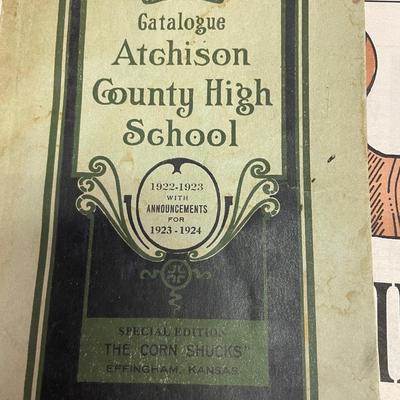 Catalogue
Atchison
County High
School
1922-1923
WITH
ANNOUNCEMENTS
FOR
1923-1924
SPECIAL EDITION
"THE CORN SHUCKS"
EFFINGHAM, KANSAS